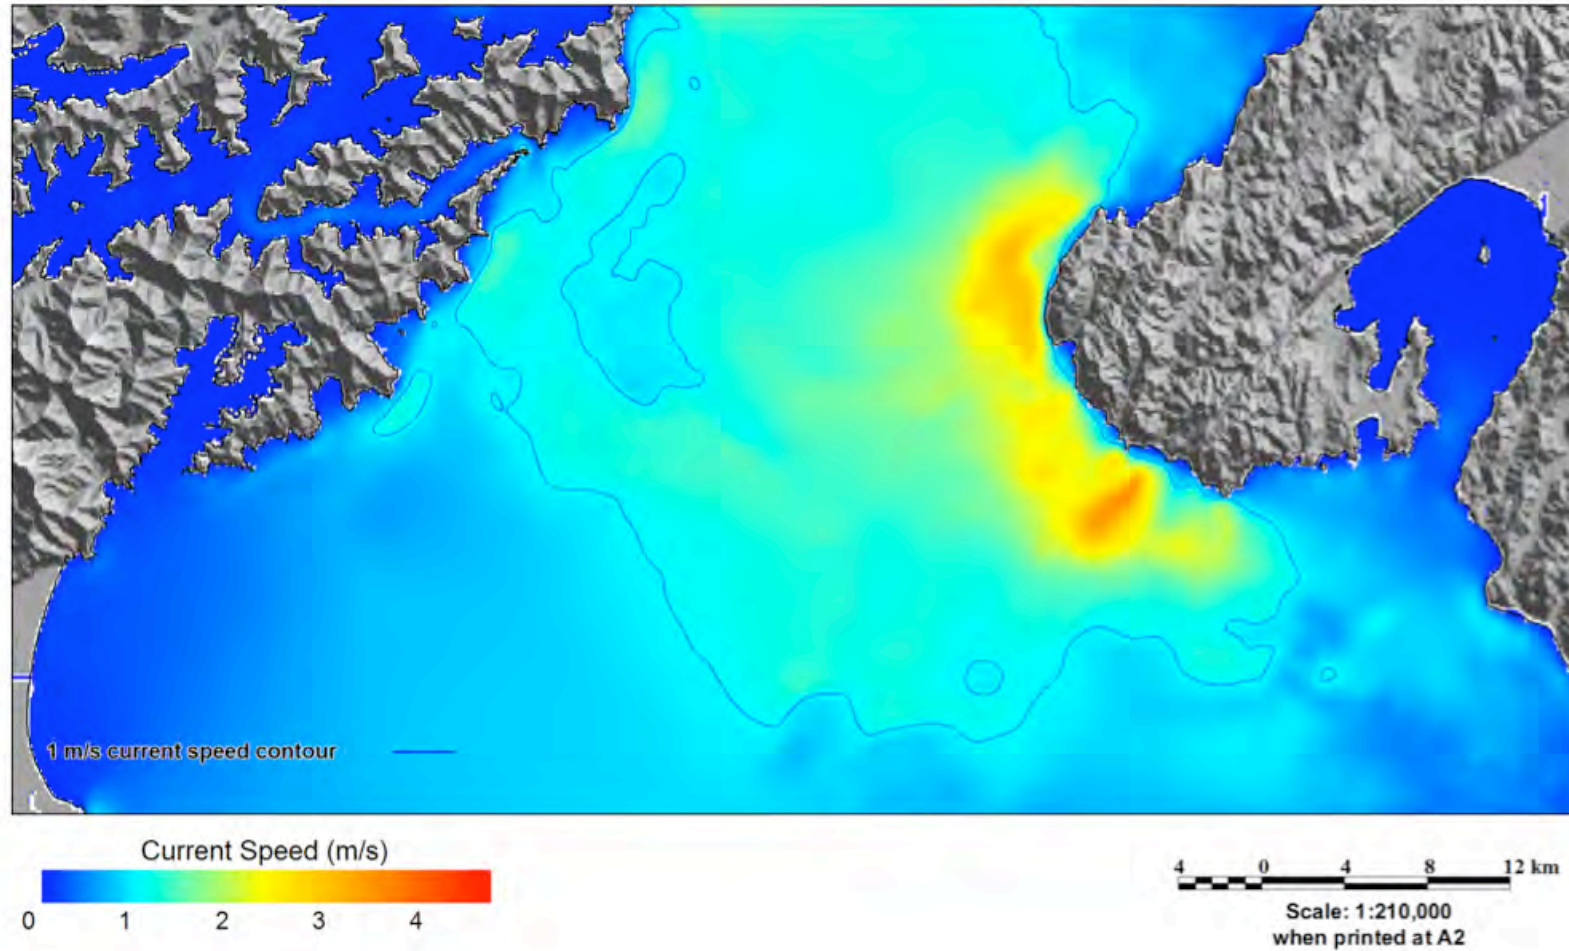 1 m/s current speed contour
Current Speed (m/s)
0 1 2 3 4
4 0 4 8 12 km
Scale: 1:210,000
when printed at A2